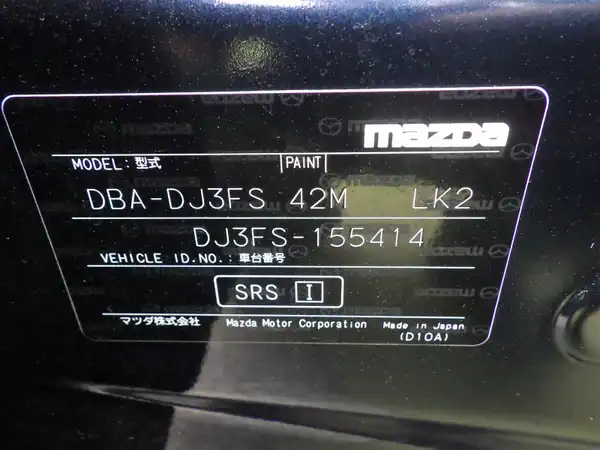 mazda
MODEL:型式 PAINT
DBA-DJ3FS 42M LK2
DJ3FS-155414
VEHICLE ID.NO.:車台番号
SRS I
マツダ株式会社 Mazda Motor Corporation Made in Japan
(D10A)